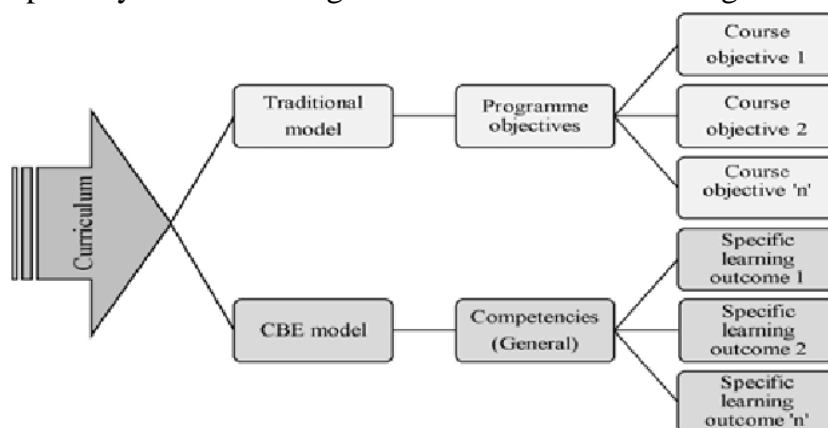 Curriculum
Traditional
model
Programme
objectives
Course
objective 1
Course
objective 2
Course
objective 'n'
CBE model
Competencies
(General)
Specific
learning
outcome 1
Specific
learning
outcome 2
Specific
learning
outcome 'n'